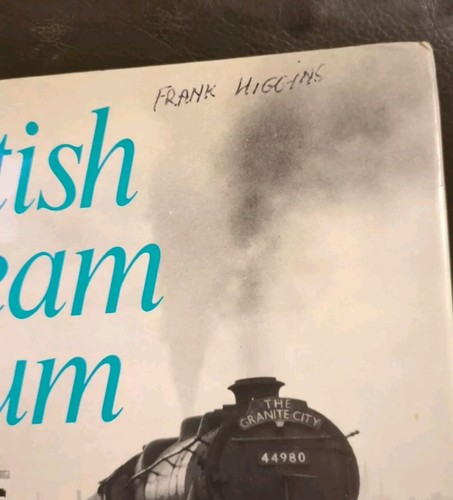 FRANK HIGGINS
tish
eam
um
THE
GRANITE CITY
44980